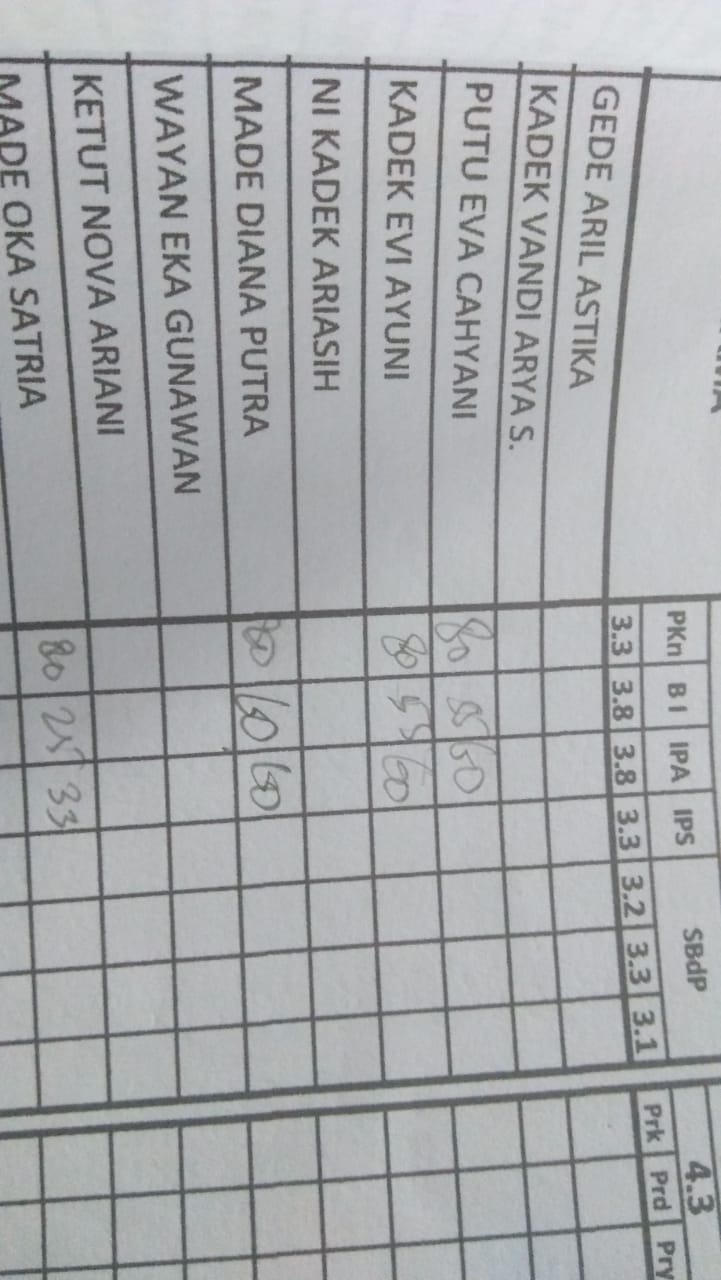 PKn B I IPA IPS SBdP 4.3
3.3 3.8 3.8 3.3 3.2 3.3 3.1 Prk Prd Pry
GEDE ARIL ASTIKA
KADEK VANDI ARYA S.
PUTU EVA CAHYANI 80 55 60
KADEK EVI AYUNI 80 55 60
NI KADEK ARIASIH
MADE DIANA PUTRA 80 60 60
WAYAN EKA GUNAWAN
KETUT NOVA ARIANI
MADE OKA SATRIA 80 25 33